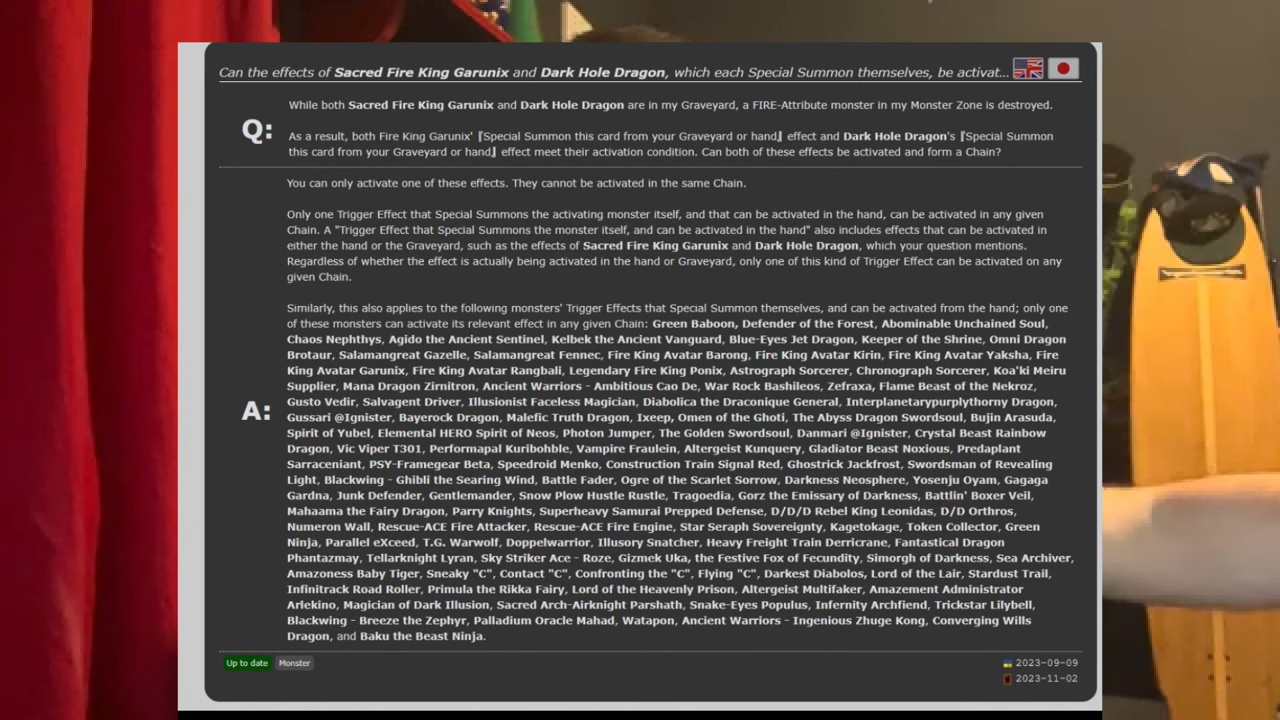 Can the effects of Sacred Fire King Garunix and Dark Hole Dragon, which each Special Summon themselves, be activat...
While both Sacred Fire King Garunix and Dark Hole Dragon are in my Graveyard, a FIRE-Attribute monster in my Monster Zone is destroyed.
Q:
As a result, both Fire King Garunix' 『Special Summon this card from your Graveyard or hand』 effect and Dark Hole Dragon's 『Special Summon
this card from your Graveyard or hand』 effect meet their activation condition. Can both of these effects be activated and form a Chain?
You can only activate one of these effects. They cannot be activated in the same Chain.
Only one Trigger Effect that Special Summons the activating monster itself, and that can be activated in the hand, can be activated in any given
Chain. A "Trigger Effect that Special Summons the monster itself, and can be activated in the hand" also includes effects that can be activated in
either the hand or the Graveyard, such as the effects of Sacred Fire King Garunix and Dark Hole Dragon, which your question mentions.
Regardless of whether the effect is actually being activated in the hand or Graveyard, only one of this kind of Trigger Effect can be activated on any
given Chain.
Similarly, this also applies to the following monsters' Trigger Effects that Special Summon themselves, and can be activated from the hand; only one
of these monsters can activate its relevant effect in any given Chain: Green Baboon, Defender of the Forest, Abominable Unchained Soul,
Chaos Nephthys, Agido the Ancient Sentinel, Kelbek the Ancient Vanguard, Blue-Eyes Jet Dragon, Keeper of the Shrine, Omni Dragon
Brotaur, Salamangreat Gazelle, Salamangreat Fennec, Fire King Avatar Barong, Fire King Avatar Kirin, Fire King Avatar Yaksha, Fire
King Avatar Garunix, Fire King Avatar Rangbali, Legendary Fire King Ponix, Astrograph Sorcerer, Chronograph Sorcerer, Koa'ki Meiru
Supplier, Mana Dragon Zirnitron, Ancient Warriors - Ambitious Cao De, War Rock Bashileos, Zefraxa, Flame Beast of the Nekroz,
A:
Gusto Vedir, Salvagent Driver, Illusionist Faceless Magician, Diabolica the Draconique General, Interplanetarypurplythorny Dragon,
Gussari @Ignister, Bayerock Dragon, Malefic Truth Dragon, Ixeep, Omen of the Ghoti, The Abyss Dragon Swordsoul, Bujin Arasuda,
Spirit of Yubel, Elemental HERO Spirit of Neos, Photon Jumper, The Golden Swordsoul, Danmari @Ignister, Crystal Beast Rainbow
Dragon, Vic Viper T301, Performapal Kuribohble, Vampire Fraulein, Altergeist Kunquery, Gladiator Beast Noxious, Predaplant
Sarraceniant, PSY-Framegear Beta, Speedroid Menko, Construction Train Signal Red, Ghostrick Jackfrost, Swordsman of Revealing
Light, Blackwing - Ghibli the Searing Wind, Battle Fader, Ogre of the Scarlet Sorrow, Darkness Neosphere, Yosenju Oyam, Gagaga
Gardna, Junk Defender, Gentlemander, Snow Plow Hustle Rustle, Tragoedia, Gorz the Emissary of Darkness, Battlin' Boxer Veil,
Mahaama the Fairy Dragon, Parry Knights, Superheavy Samurai Prepped Defense, D/D/D Rebel King Leonidas, D/D Orthros,
Numeron Wall, Rescue-ACE Fire Attacker, Rescue-ACE Fire Engine, Star Seraph Sovereignty, Kagetokage, Token Collector, Green
Ninja, Parallel eXceed, T.G. Warwolf, Doppelwarrior, Illusory Snatcher, Heavy Freight Train Derricrane, Fantastical Dragon
Phantazmay, Tellarknight Lyran, Sky Striker Ace - Roze, Gizmek Uka, the Festive Fox of Fecundity, Simorgh of Darkness, Sea Archiver,
Amazoness Baby Tiger, Sneaky "C", Contact "C", Confronting the "C", Flying "C", Darkest Diabolos, Lord of the Lair, Stardust Trail,
Infinitrack Road Roller, Primula the Rikka Fairy, Lord of the Heavenly Prison, Altergeist Multifaker, Amazement Administrator
Arlekino, Magician of Dark Illusion, Sacred Arch-Airknight Parshath, Snake-Eyes Populus, Infernity Archfiend, Trickstar Lilybell,
Blackwing - Breeze the Zephyr, Palladium Oracle Mahad, Watapon, Ancient Warriors - Ingenious Zhuge Kong, Converging Wills
Dragon, and Baku the Beast Ninja.
Up to date Monster
2023-09-09
2023-11-02